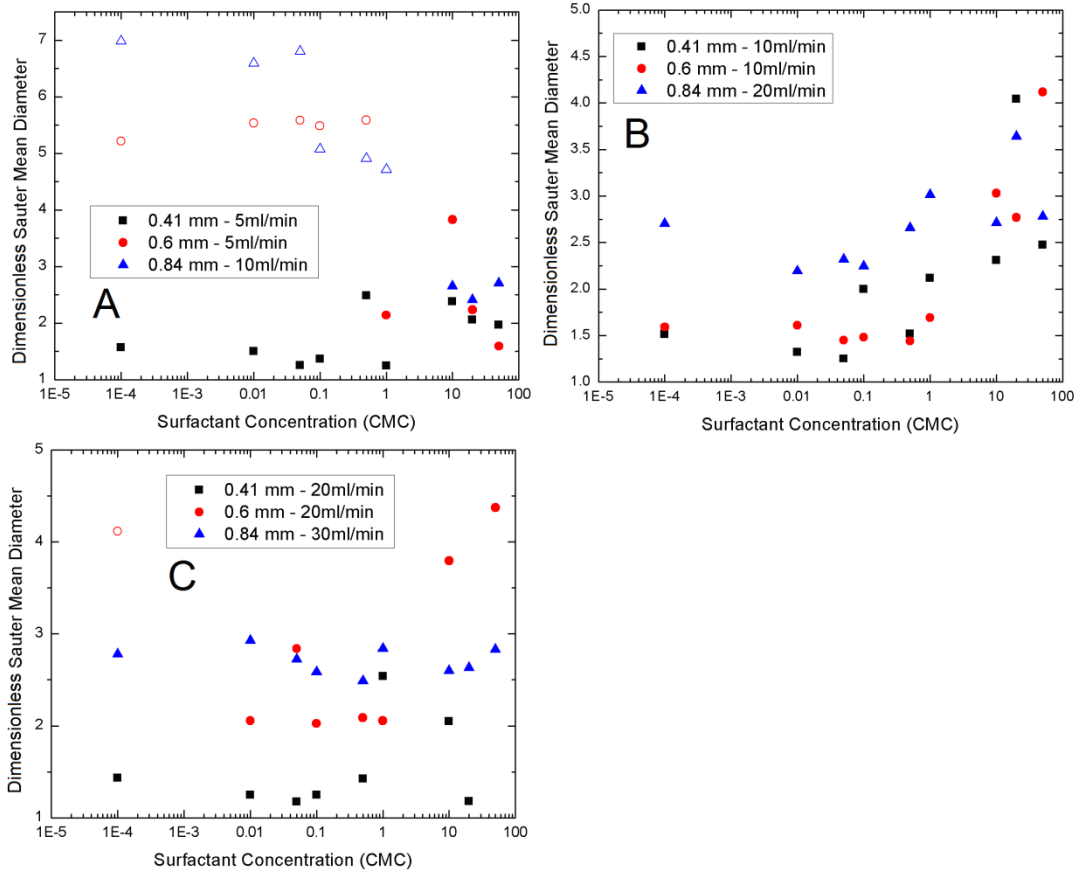 Dimensionless Sauter Mean Diameter
7
6
5
4
3
2
1
0.41 mm - 5ml/min
0.6 mm - 5ml/min
0.84 mm - 10ml/min
A
1E-5 1E-4 1E-3 0.01 0.1 1 10 100
Surfactant Concentration (CMC)
Dimensionless Sauter Mean Diameter
5.0
4.5
4.0
3.5
3.0
2.5
2.0
1.5
1.0
0.41 mm - 10ml/min
0.6 mm - 10ml/min
0.84 mm - 20ml/min
B
1E-5 1E-4 1E-3 0.01 0.1 1 10 100
Surfactant Concentration (CMC)
Dimensionless Sauter Mean Diameter
5
4
3
2
1
0.41 mm - 20ml/min
0.6 mm - 20ml/min
0.84 mm - 30ml/min
C
1E-5 1E-4 1E-3 0.01 0.1 1 10 100
Surfactant Concentration (CMC)